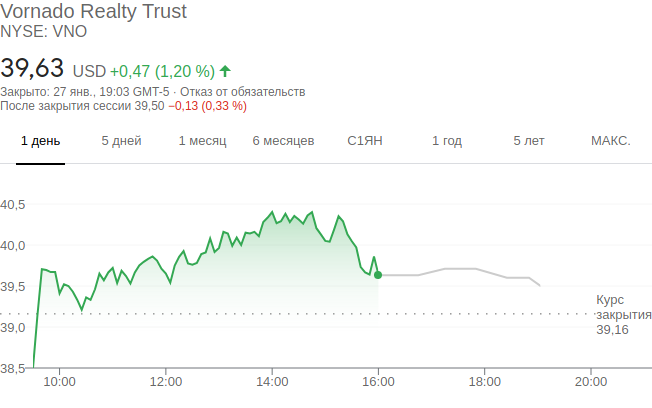 Vornado Realty Trust
NYSE: VNO
39,63 USD +0,47 (1,20 %)
Закрыто: 27 янв., 19:03 GMT-5 · Отказ от обязательств
После закрытия сессии 39,50 −0,13 (0,33 %)
1 день 5 дней 1 месяц 6 месяцев С1ЯН 1 год 5 лет МАКС.
40,5
40,0
39,5
39,0
38,5
Курс
закрытия
39,16
10:00 12:00 14:00 16:00 18:00 20:00